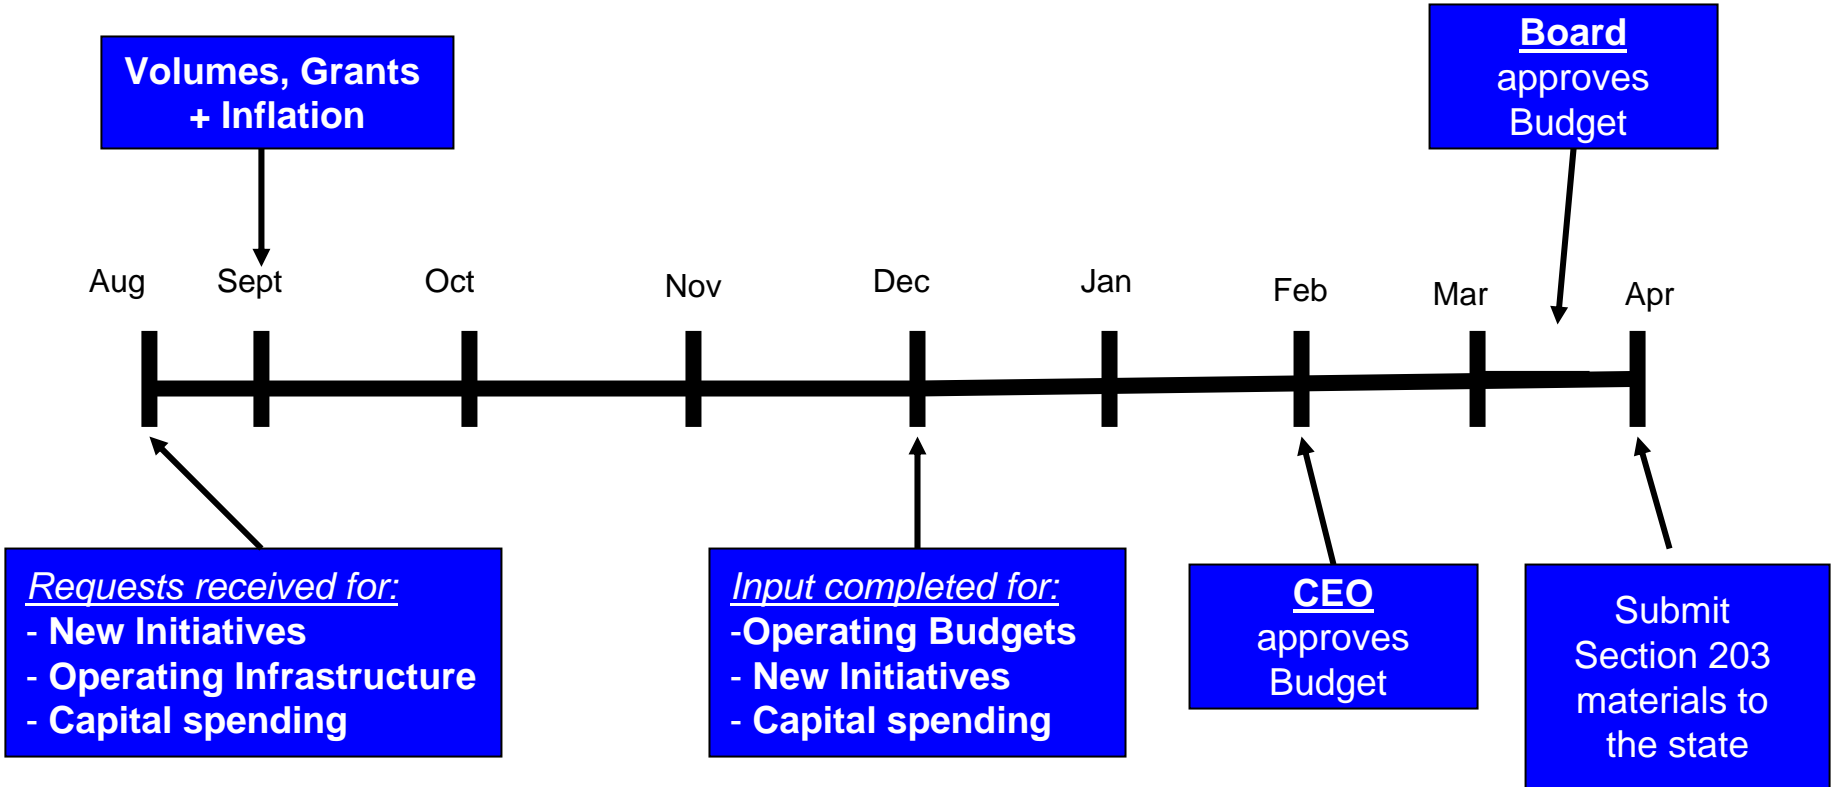 Volumes, Grants
+ Inflation
Board
approves
Budget
Aug
Sept
Oct
Nov
Dec
Jan
Feb
Mar
Apr
Requests received for:
- New Initiatives
- Operating Infrastructure
- Capital spending
Input completed for:
-Operating Budgets
- New Initiatives
- Capital spending
CEO
approves
Budget
Submit
Section 203
materials to
the state